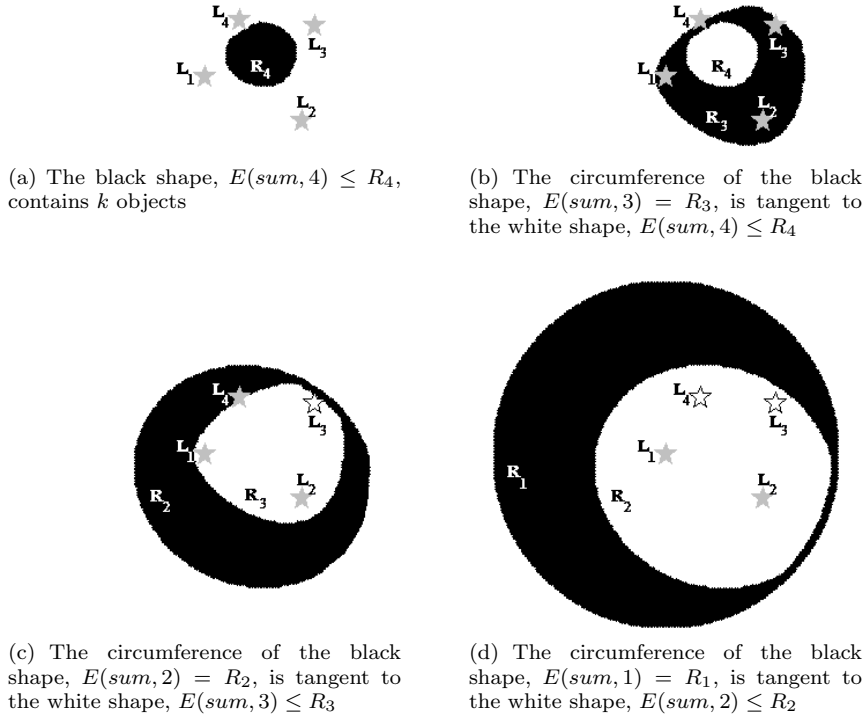 L4
L3
L1
R4
L2
(a) The black shape, E(sum, 4) ≤ R4,
contains k objects
L4
L3
L1
R4
L2
R3
(b) The circumference of the black
shape, E(sum, 3) = R3, is tangent to
the white shape, E(sum, 4) ≤ R4
L4
L3
L1
L2
R2
R3
(c) The circumference of the black
shape, E(sum, 2) = R2, is tangent to
the white shape, E(sum, 3) ≤ R3
L4
L3
L1
R1
L2
R2
(d) The circumference of the black
shape, E(sum, 1) = R1, is tangent to
the white shape, E(sum, 2) ≤ R2